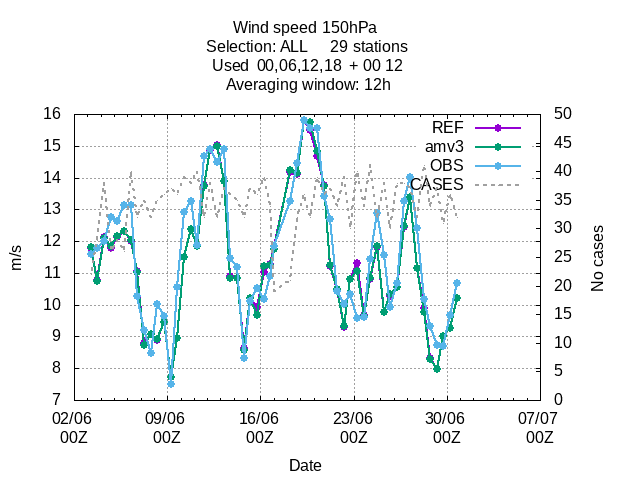 Wind speed 150hPa
Selection: ALL 29 stations
Used 00,06,12,18 + 00 12
Averaging window: 12h
16
15
14
13
12
11
10
9
8
7
m/s
50
45
40
35
30
25
20
15
10
5
0
No cases
REF
amv3
OBS
CASES
02/06 09/06 16/06 23/06 30/06 07/07
00Z 00Z 00Z 00Z 00Z 00Z
Date